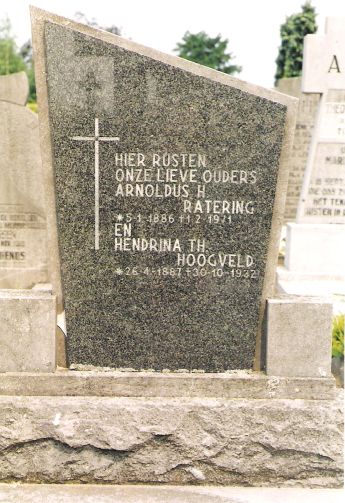 HIER RUSTEN
ONZE LIEVE OUDERS
ARNOLDUS H.
RATERING
*5-1-1886 +1-2-1971
EN
HENDRINA TH.
HOOGVELD
*26-4-1887 +30-10-1932